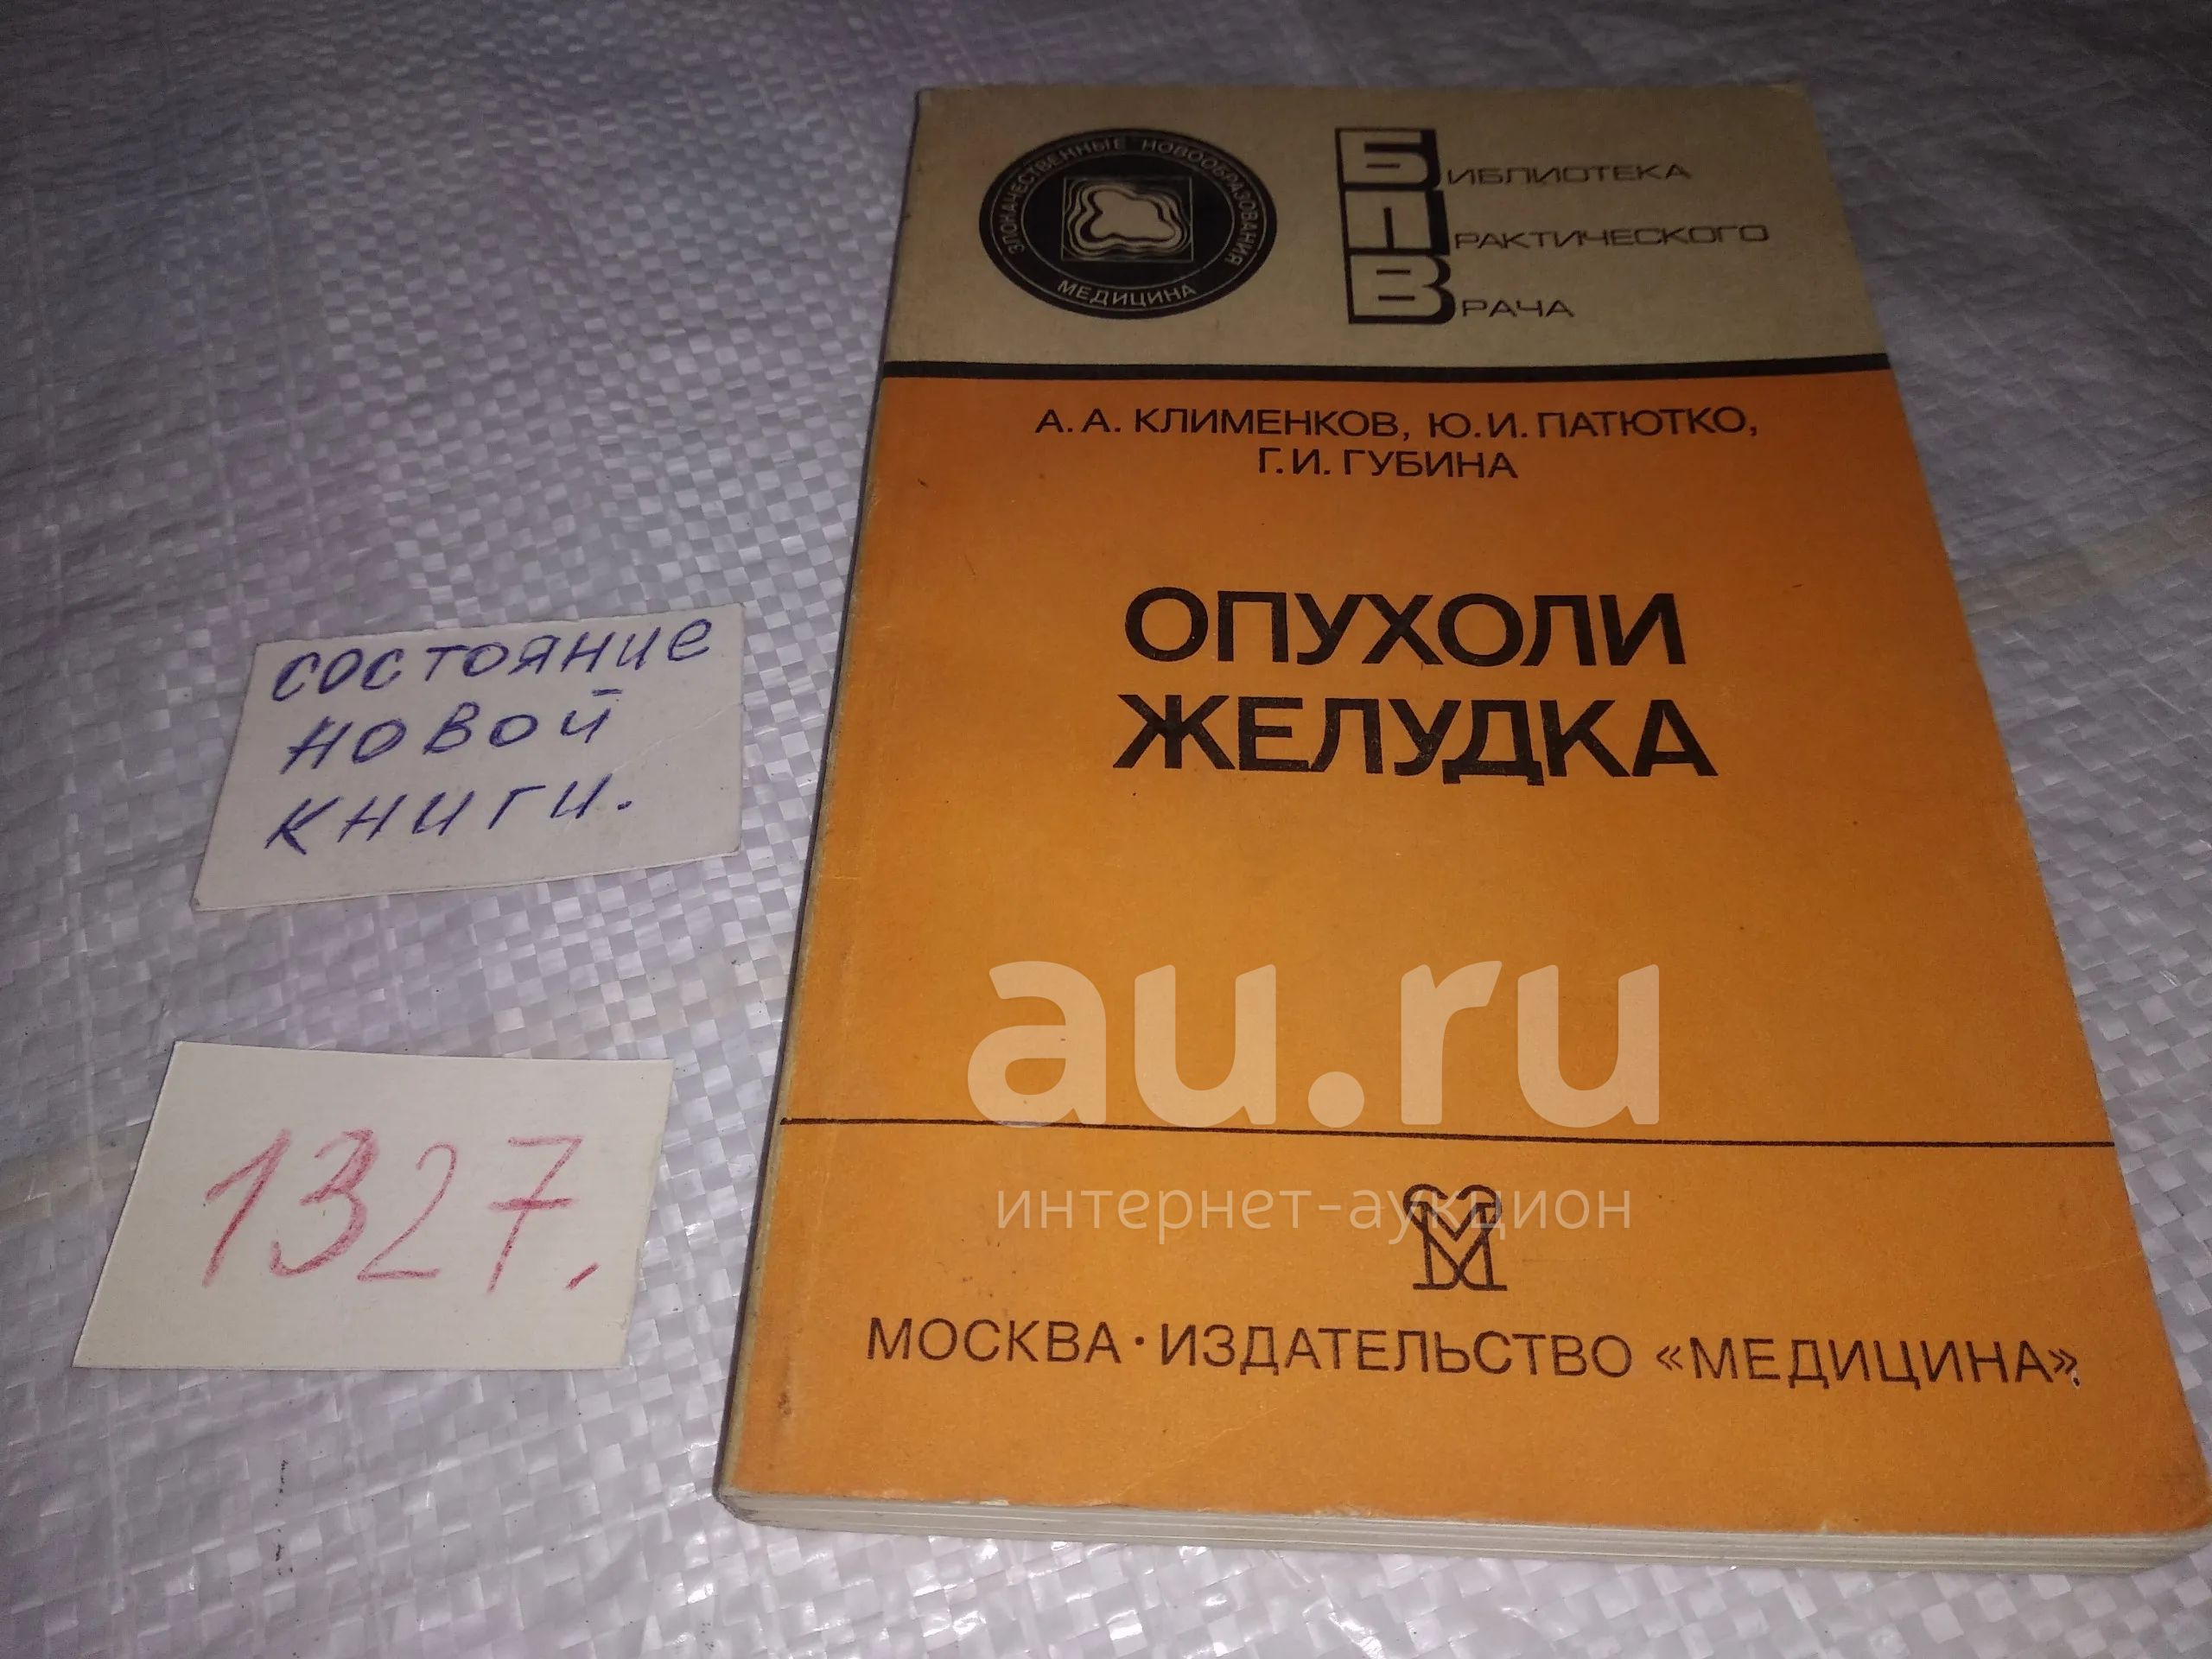 ЗЛОКАЧЕСТВЕННЫЕ НОВООБРАЗОВАНИЯ
МЕДИЦИНА
БИБЛИОТЕКА
ПРАКТИЧЕСКОГО
ВРАЧА
А.А. КЛИМЕНКОВ, Ю.И. ПАТЮТКО,
Г.И. ГУБИНА
ОПУХОЛИ
ЖЕЛУДКА
состояние
новой
книги.
au.ru
интернет-аукцион
1327.
МОСКВА · ИЗДАТЕЛЬСТВО «МЕДИЦИНА»